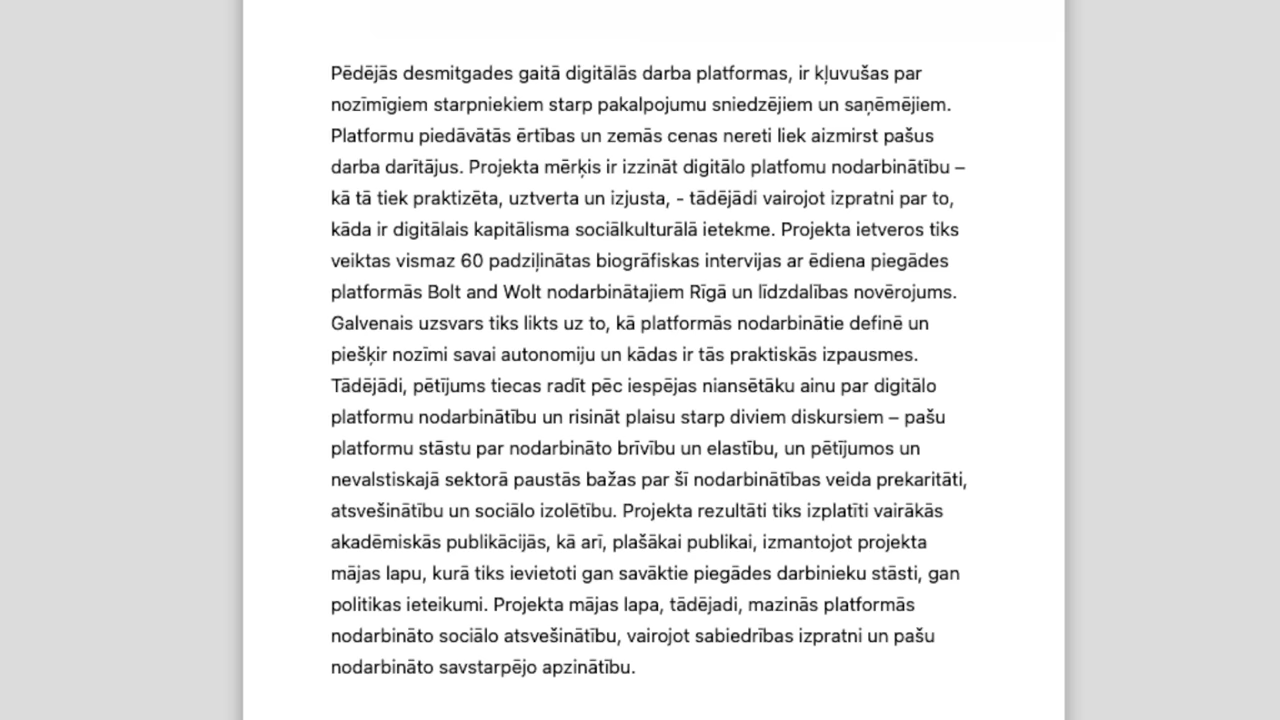 Pēdējās desmitgades gaitā digitālās darba platformas, ir kļuvušas par
nozīmīgiem starpniekiem starp pakalpojumu sniedzējiem un saņēmējiem.
Platformu piedāvātās ērtības un zemās cenas nereti liek aizmirst pašus
darba darītājus. Projekta mērķis ir izzināt digitālo platfomu nodarbinātību –
kā tā tiek praktizēta, uztverta un izjusta, - tādējādi vairojot izpratni par to,
kāda ir digitālais kapitālisma sociālkulturālā ietekme. Projekta ietveros tiks
veiktas vismaz 60 padziļinātas biogrāfiskas intervijas ar ēdiena piegādes
platformās Bolt and Wolt nodarbinātajiem Rīgā un līdzdalības novērojums.
Galvenais uzsvars tiks likts uz to, kā platformās nodarbinātie definē un
piešķir nozīmi savai autonomiju un kādas ir tās praktiskās izpausmes.
Tādējādi, pētījums tiecas radīt pēc iespējas niansētāku ainu par digitālo
platformu nodarbinātību un risināt plaisu starp diviem diskursiem – pašu
platformu stāstu par nodarbināto brīvību un elastību, un pētījumos un
nevalstiskajā sektorā paustās bažas par šī nodarbinātības veida prekaritāti,
atsvešinātību un sociālo izolētību. Projekta rezultāti tiks izplatīti vairākās
akadēmiskās publikācijās, kā arī, plašākai publikai, izmantojot projekta
mājas lapu, kurā tiks ievietoti gan savāktie piegādes darbinieku stāsti, gan
politikas ieteikumi. Projekta mājas lapa, tādējadi, mazinās platformās
nodarbināto sociālo atsvešinātību, vairojot sabiedrības izpratni un pašu
nodarbināto savstarpējo apzinātību.